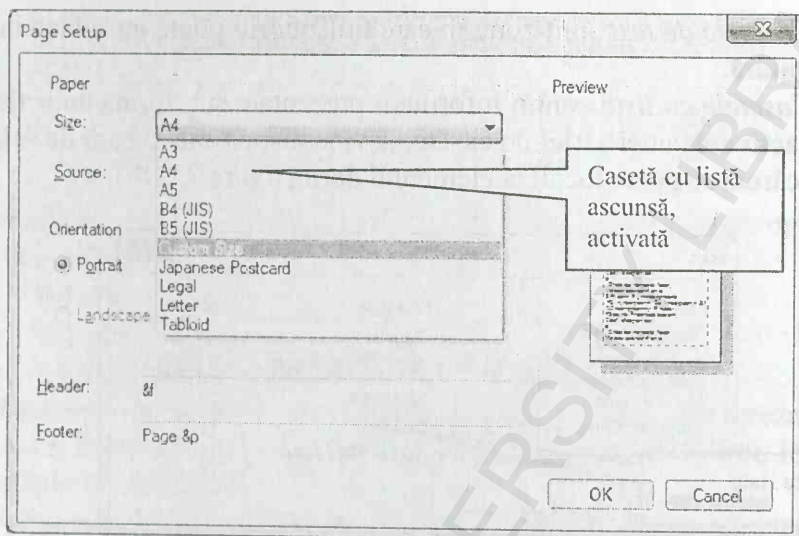 Page Setup
Paper
Preview
Size:
A4
A3
A4
Source:
A5
B4 (JIS)
Orientation
B5 (JIS)
Portrait
Japanese Postcard
Legal
Landscape
Letter
Tabloid
Casetă cu listă
ascunsă,
activată
Header:
&f
Footer:
Page &p
OK
Cancel